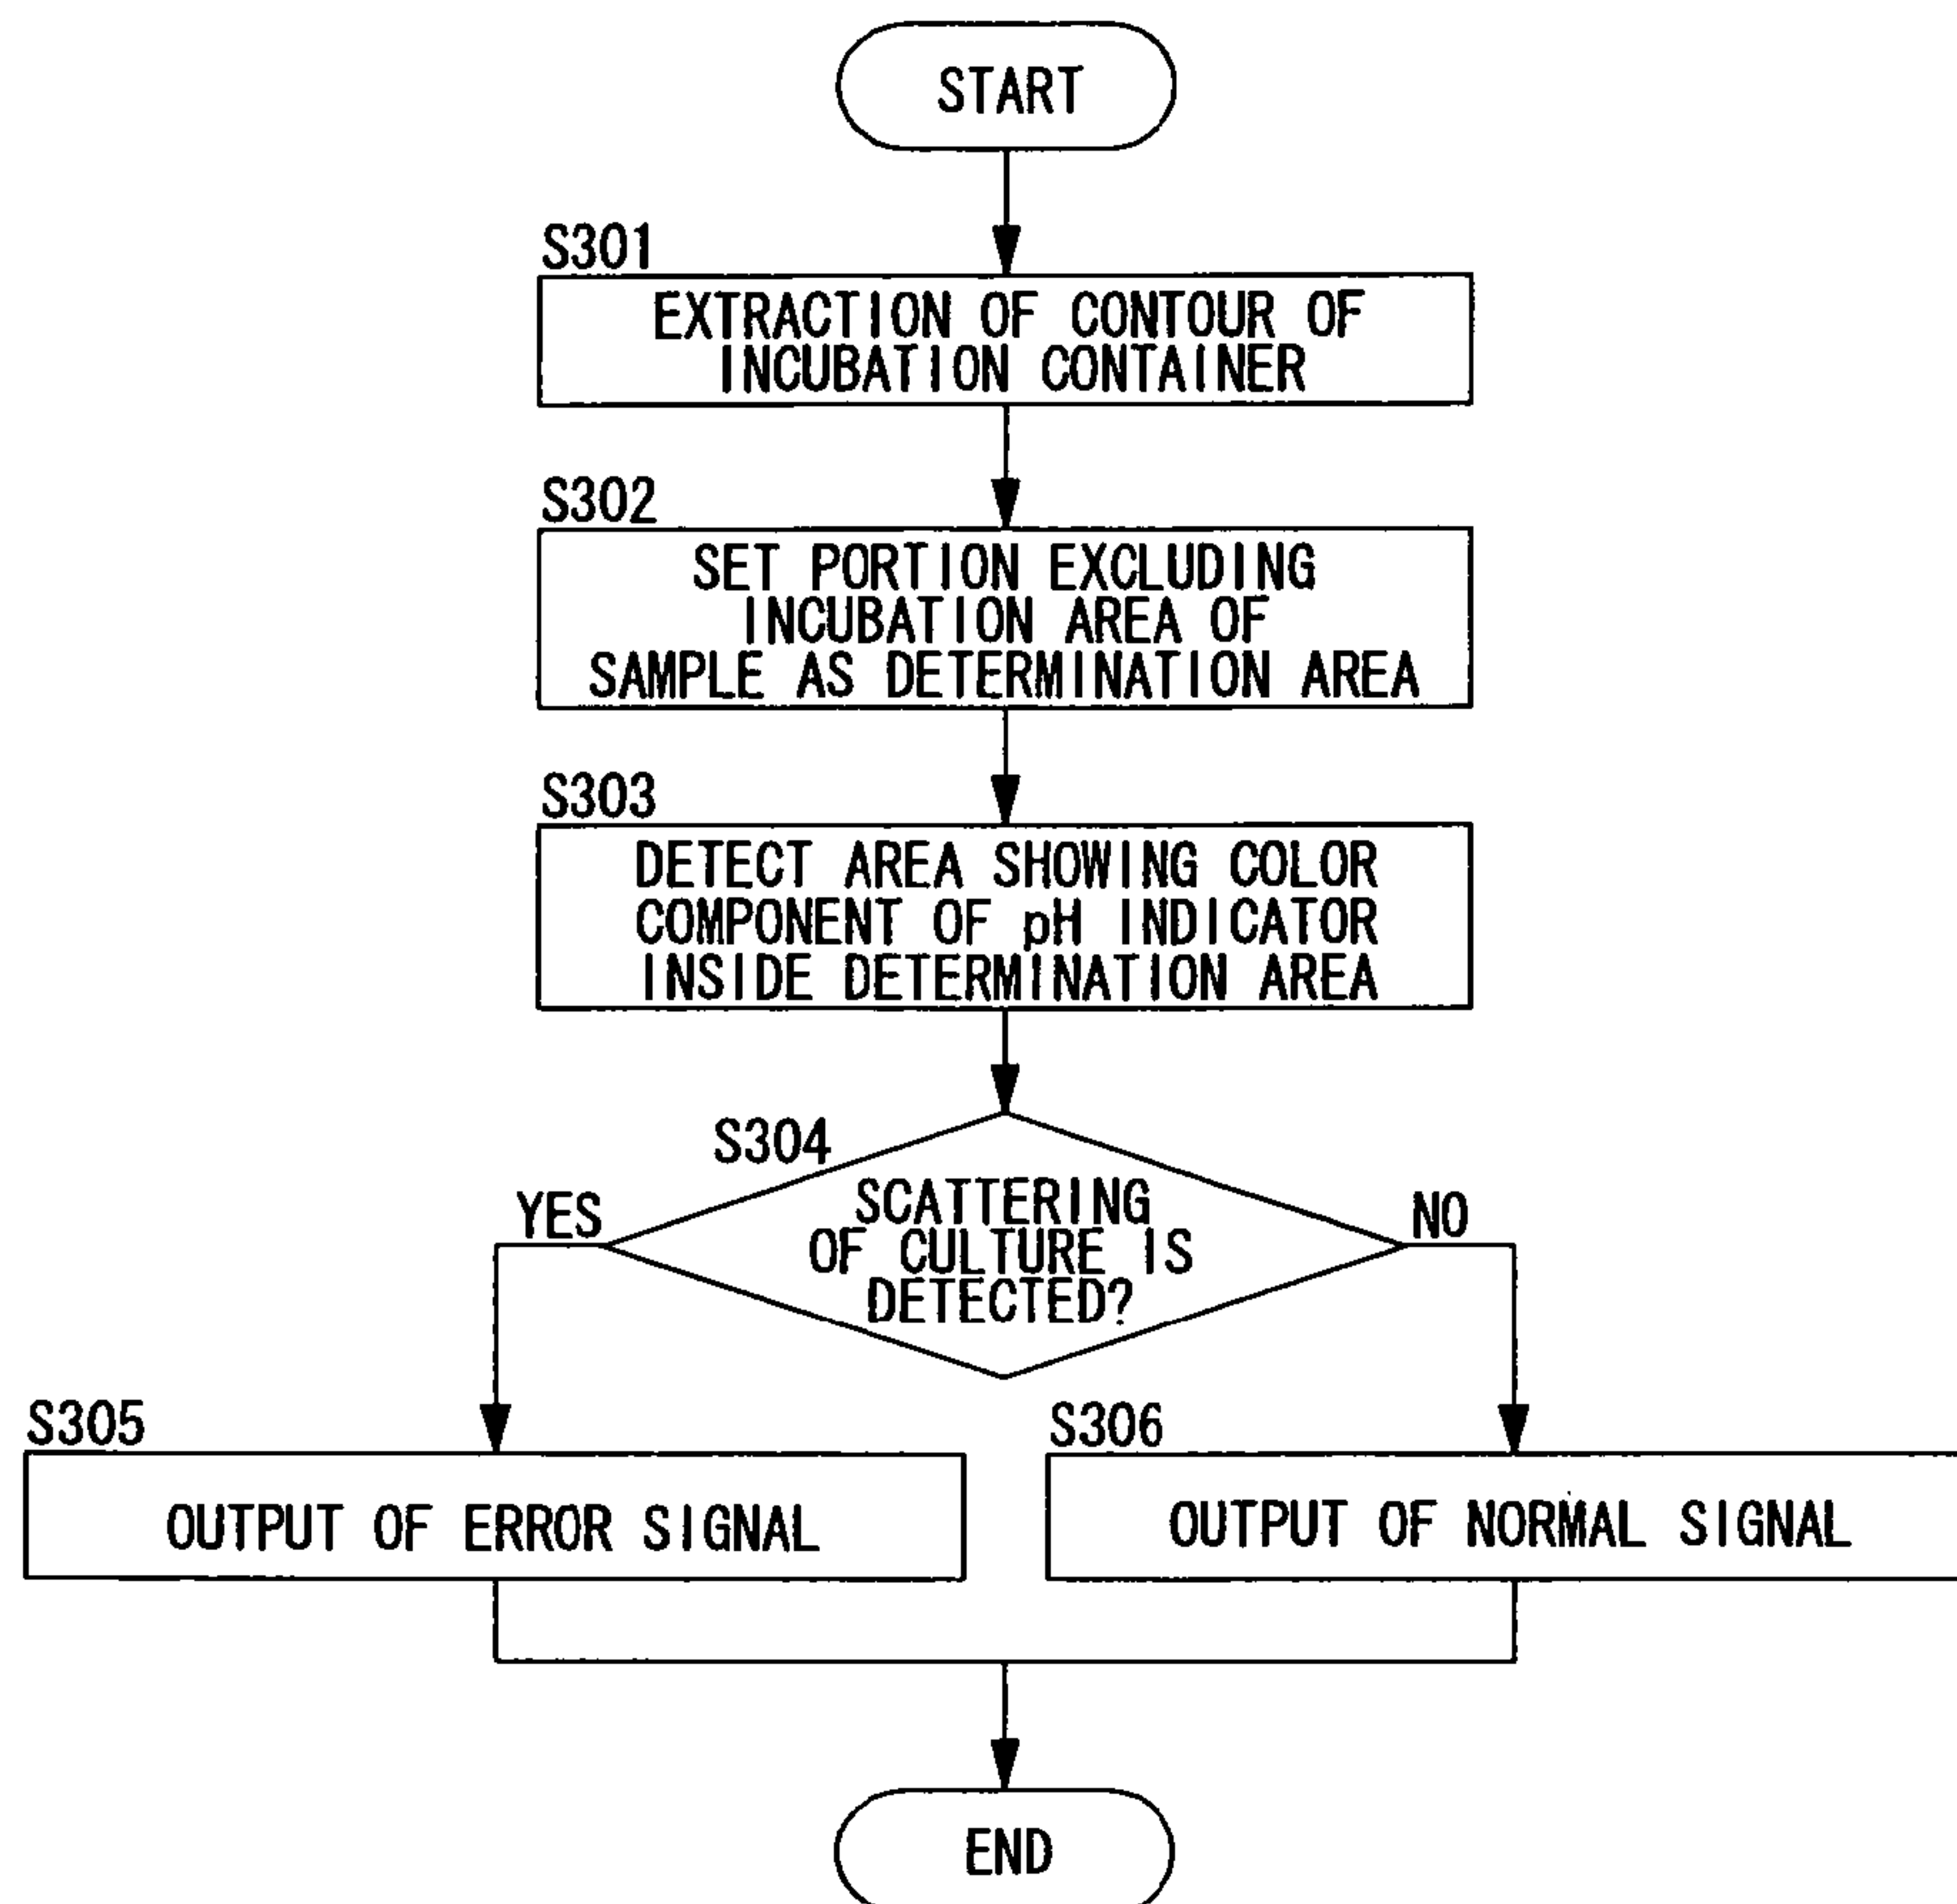 START
S301
EXTRACTION OF CONTOUR OF
INCUBATION CONTAINER
S302
SET PORTION EXCLUDING
INCUBATION AREA OF
SAMPLE AS DETERMINATION AREA
S303
DETECT AREA SHOWING COLOR
COMPONENT OF pH INDICATOR
INSIDE DETERMINATION AREA
S304
YES
SCATTERING
OF CULTURE IS
DETECTED?
NO
S305
OUTPUT OF ERROR SIGNAL
S306
OUTPUT OF NORMAL SIGNAL
END